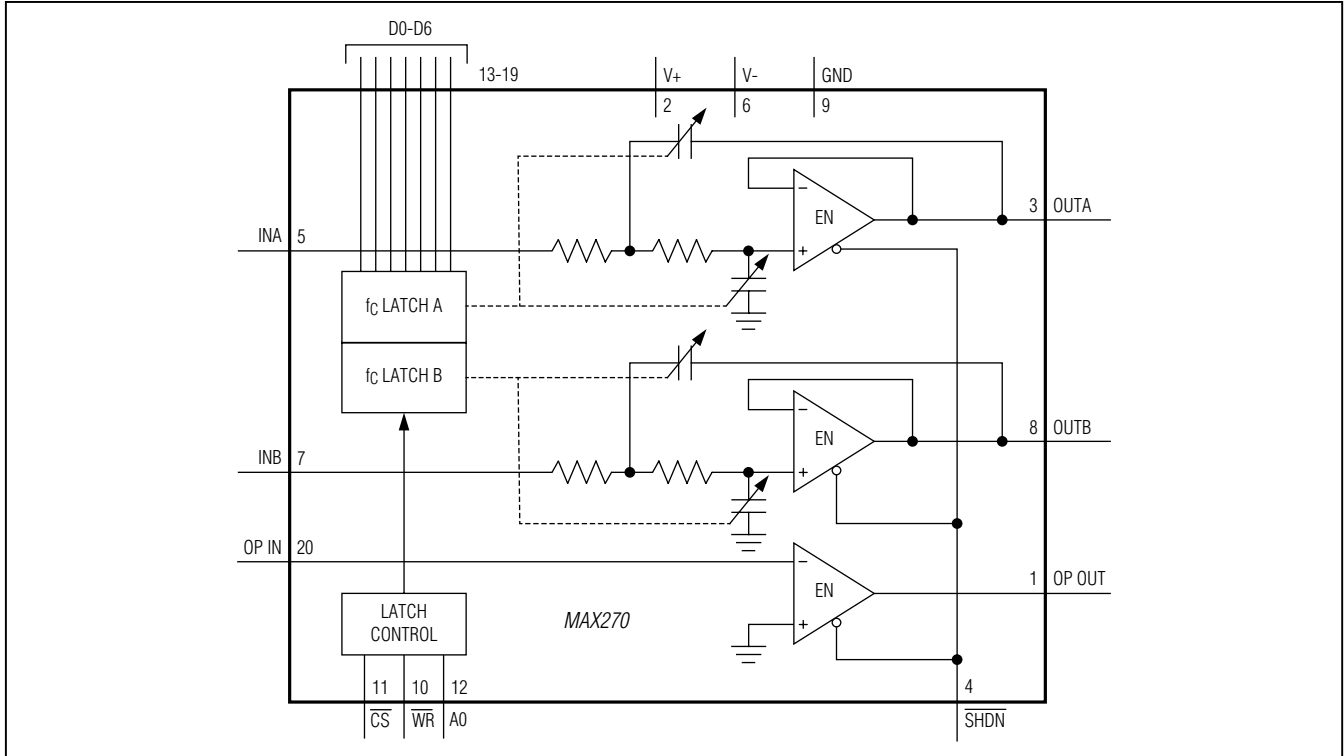 D0-D6
13-19
V+
V-
GND
2
6
9
−
EN
+
3 OUTA
INA 5
fC LATCH A
fC LATCH B
−
EN
+
8 OUTB
INB 7
OP IN 20
−
EN
+
1 OP OUT
LATCH
CONTROL
MAX270
11 10 12
4
CS WR A0
SHDN